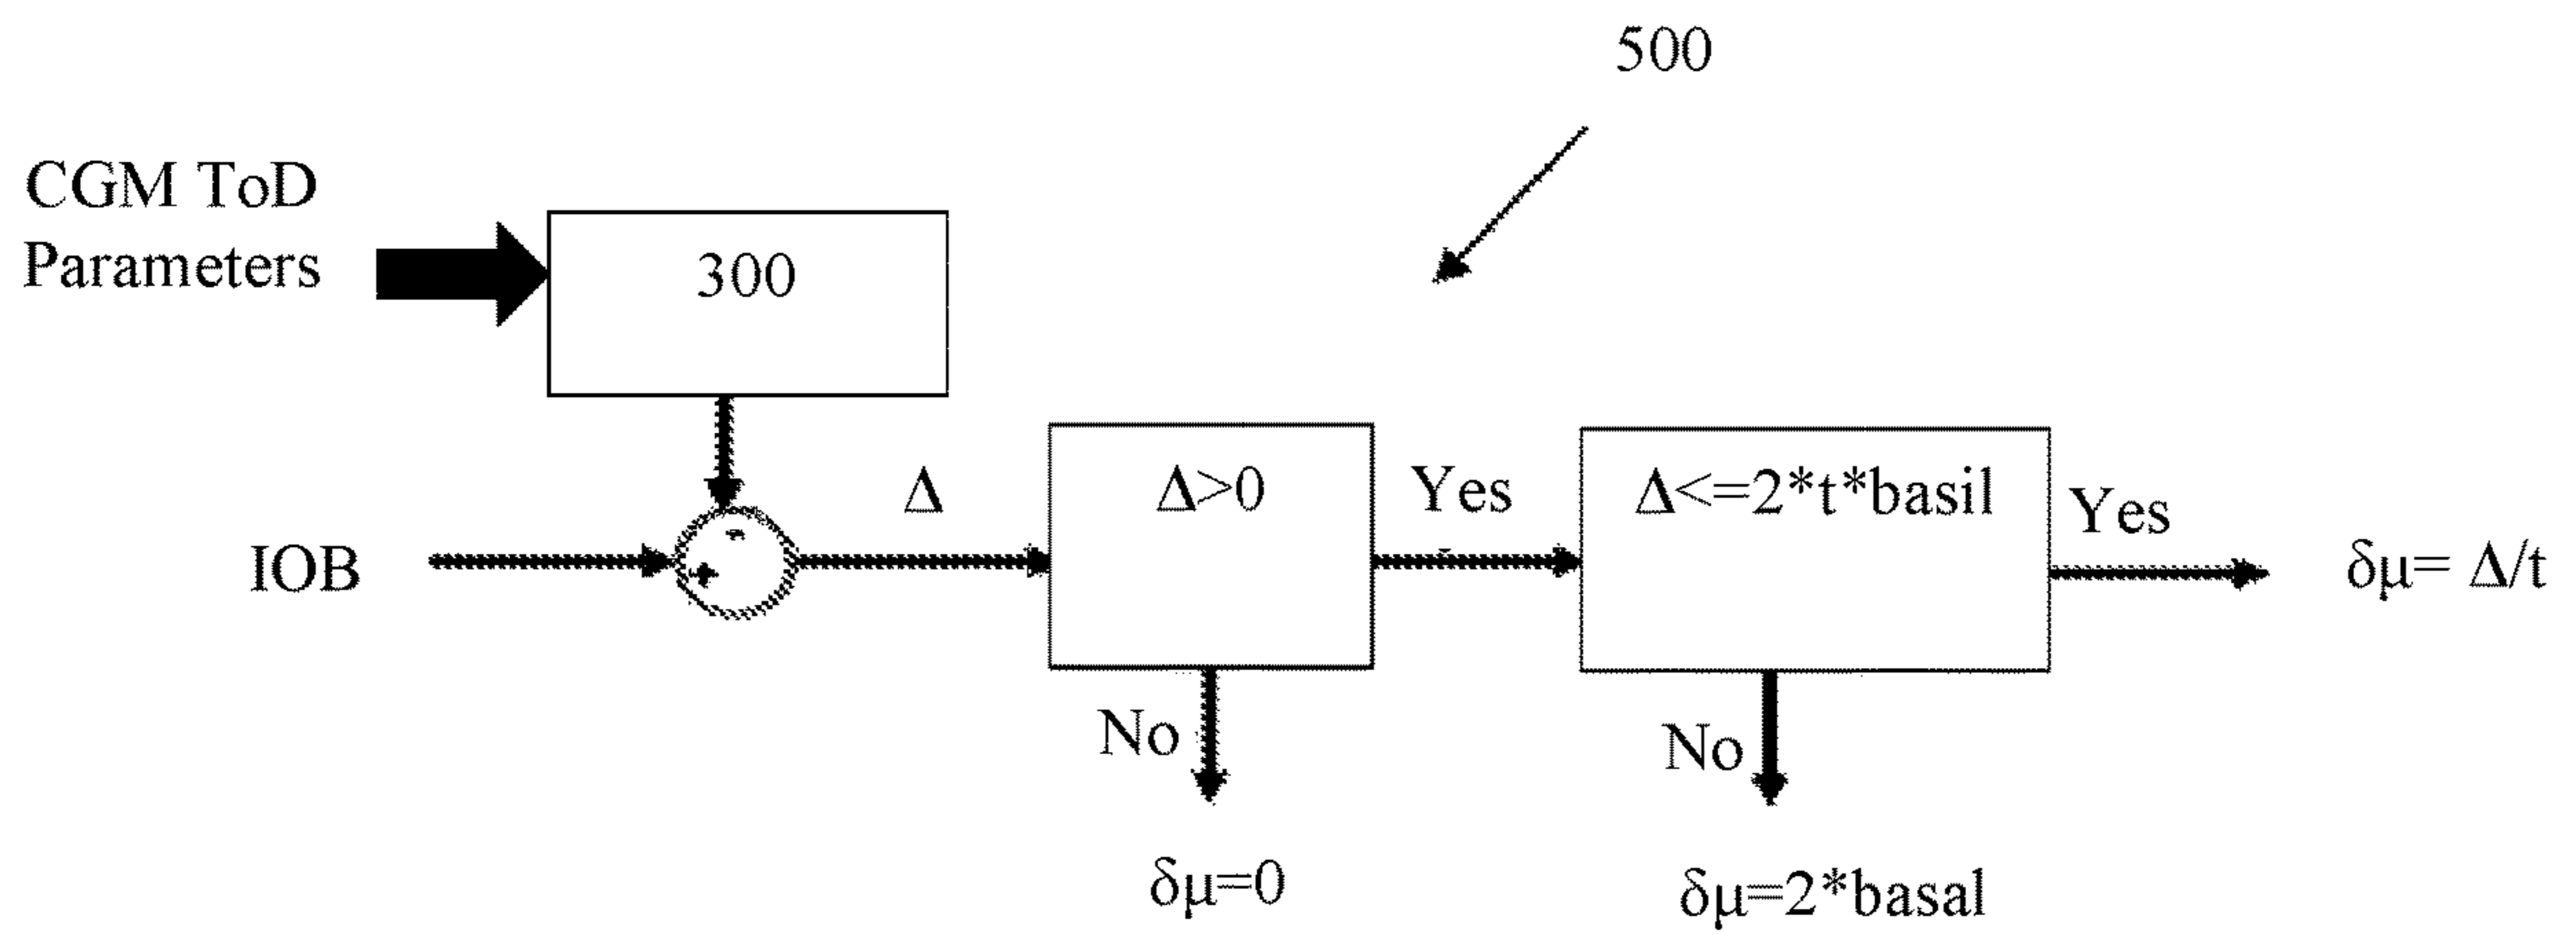 500
CGM ToD
Parameters
300
Δ
Δ>0
Yes
Δ<=2*t*basil
Yes
IOB
-
+
δμ= Δ/t
No
No
δμ=0
δμ=2*basal